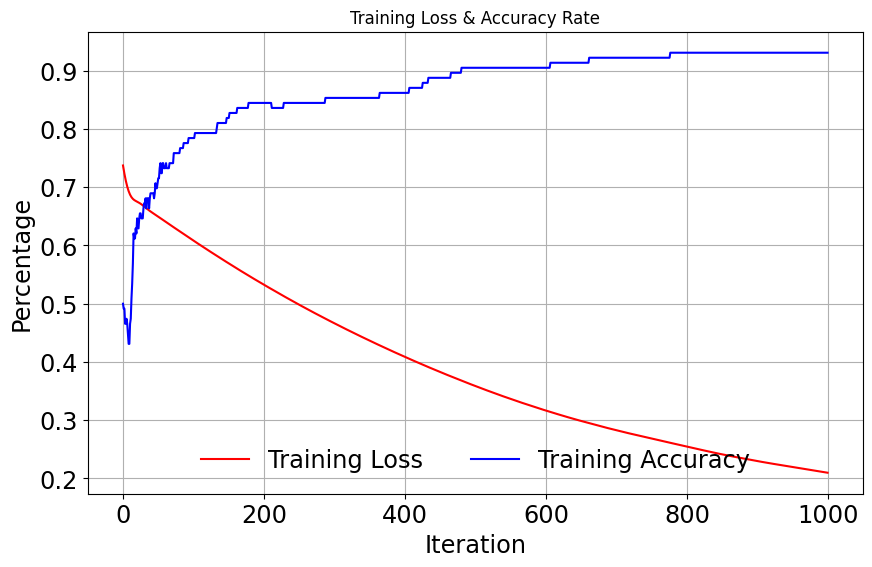 Training Loss & Accuracy Rate
Percentage
0.9
0.8
0.7
0.6
0.5
0.4
0.3
0.2
Training Loss Training Accuracy
0 200 400 600 800 1000
Iteration